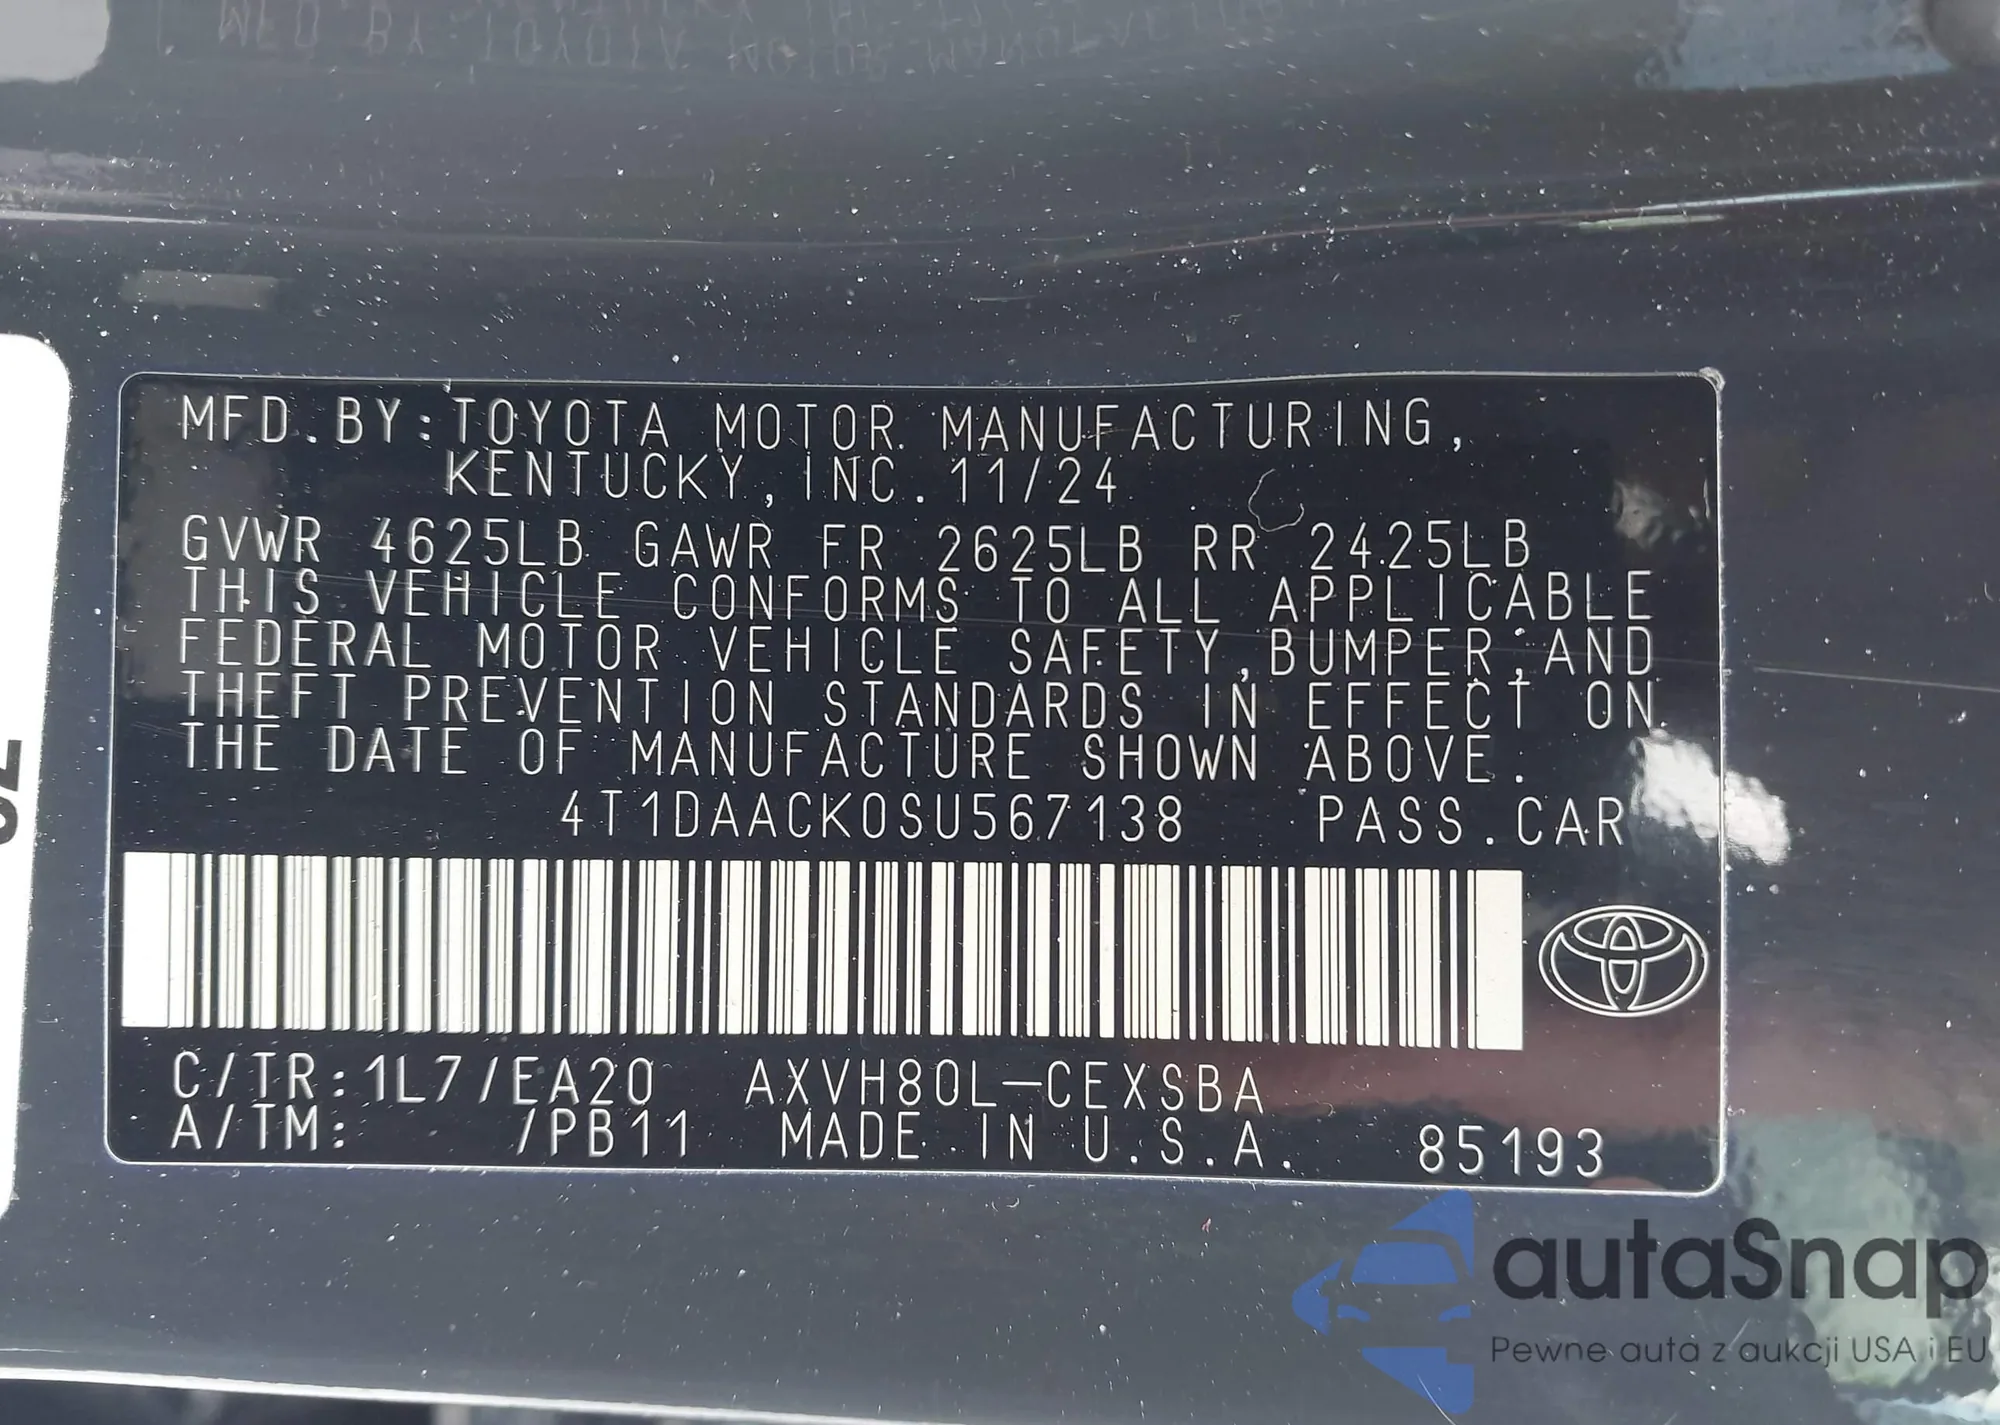 MFD.BY:TOYOTA MOTOR MANUFACTURING,
KENTUCKY,INC.11/24
GVWR 4625LB GAWR FR 2625LB RR 2425LB
THIS VEHICLE CONFORMS TO ALL APPLICABLE
FEDERAL MOTOR VEHICLE SAFETY,BUMPER,AND
THEFT PREVENTION STANDARDS IN EFFECT ON
THE DATE OF MANUFACTURE SHOWN ABOVE.
4T1DAACK0SU567138 PASS.CAR
C/TR:1L7/EA20 AXVH80L-CEXSBA
A/TM: /PB11 MADE IN U.S.A. 85193
autaSnap
Pewne auta z aukcji USA i EU